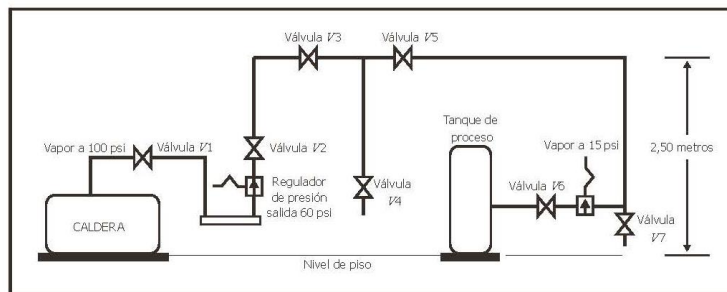 Válvula V3
Válvula V5
Vapor a 100 psi
Válvula V1
Válvula V2
Regulador
de presión
salida 60 psi
Válvula
V4
Tanque de
proceso
Vapor a 15 psi
2,50 metros
Válvula V6
Válvula
V7
CALDERA
Nivel de piso